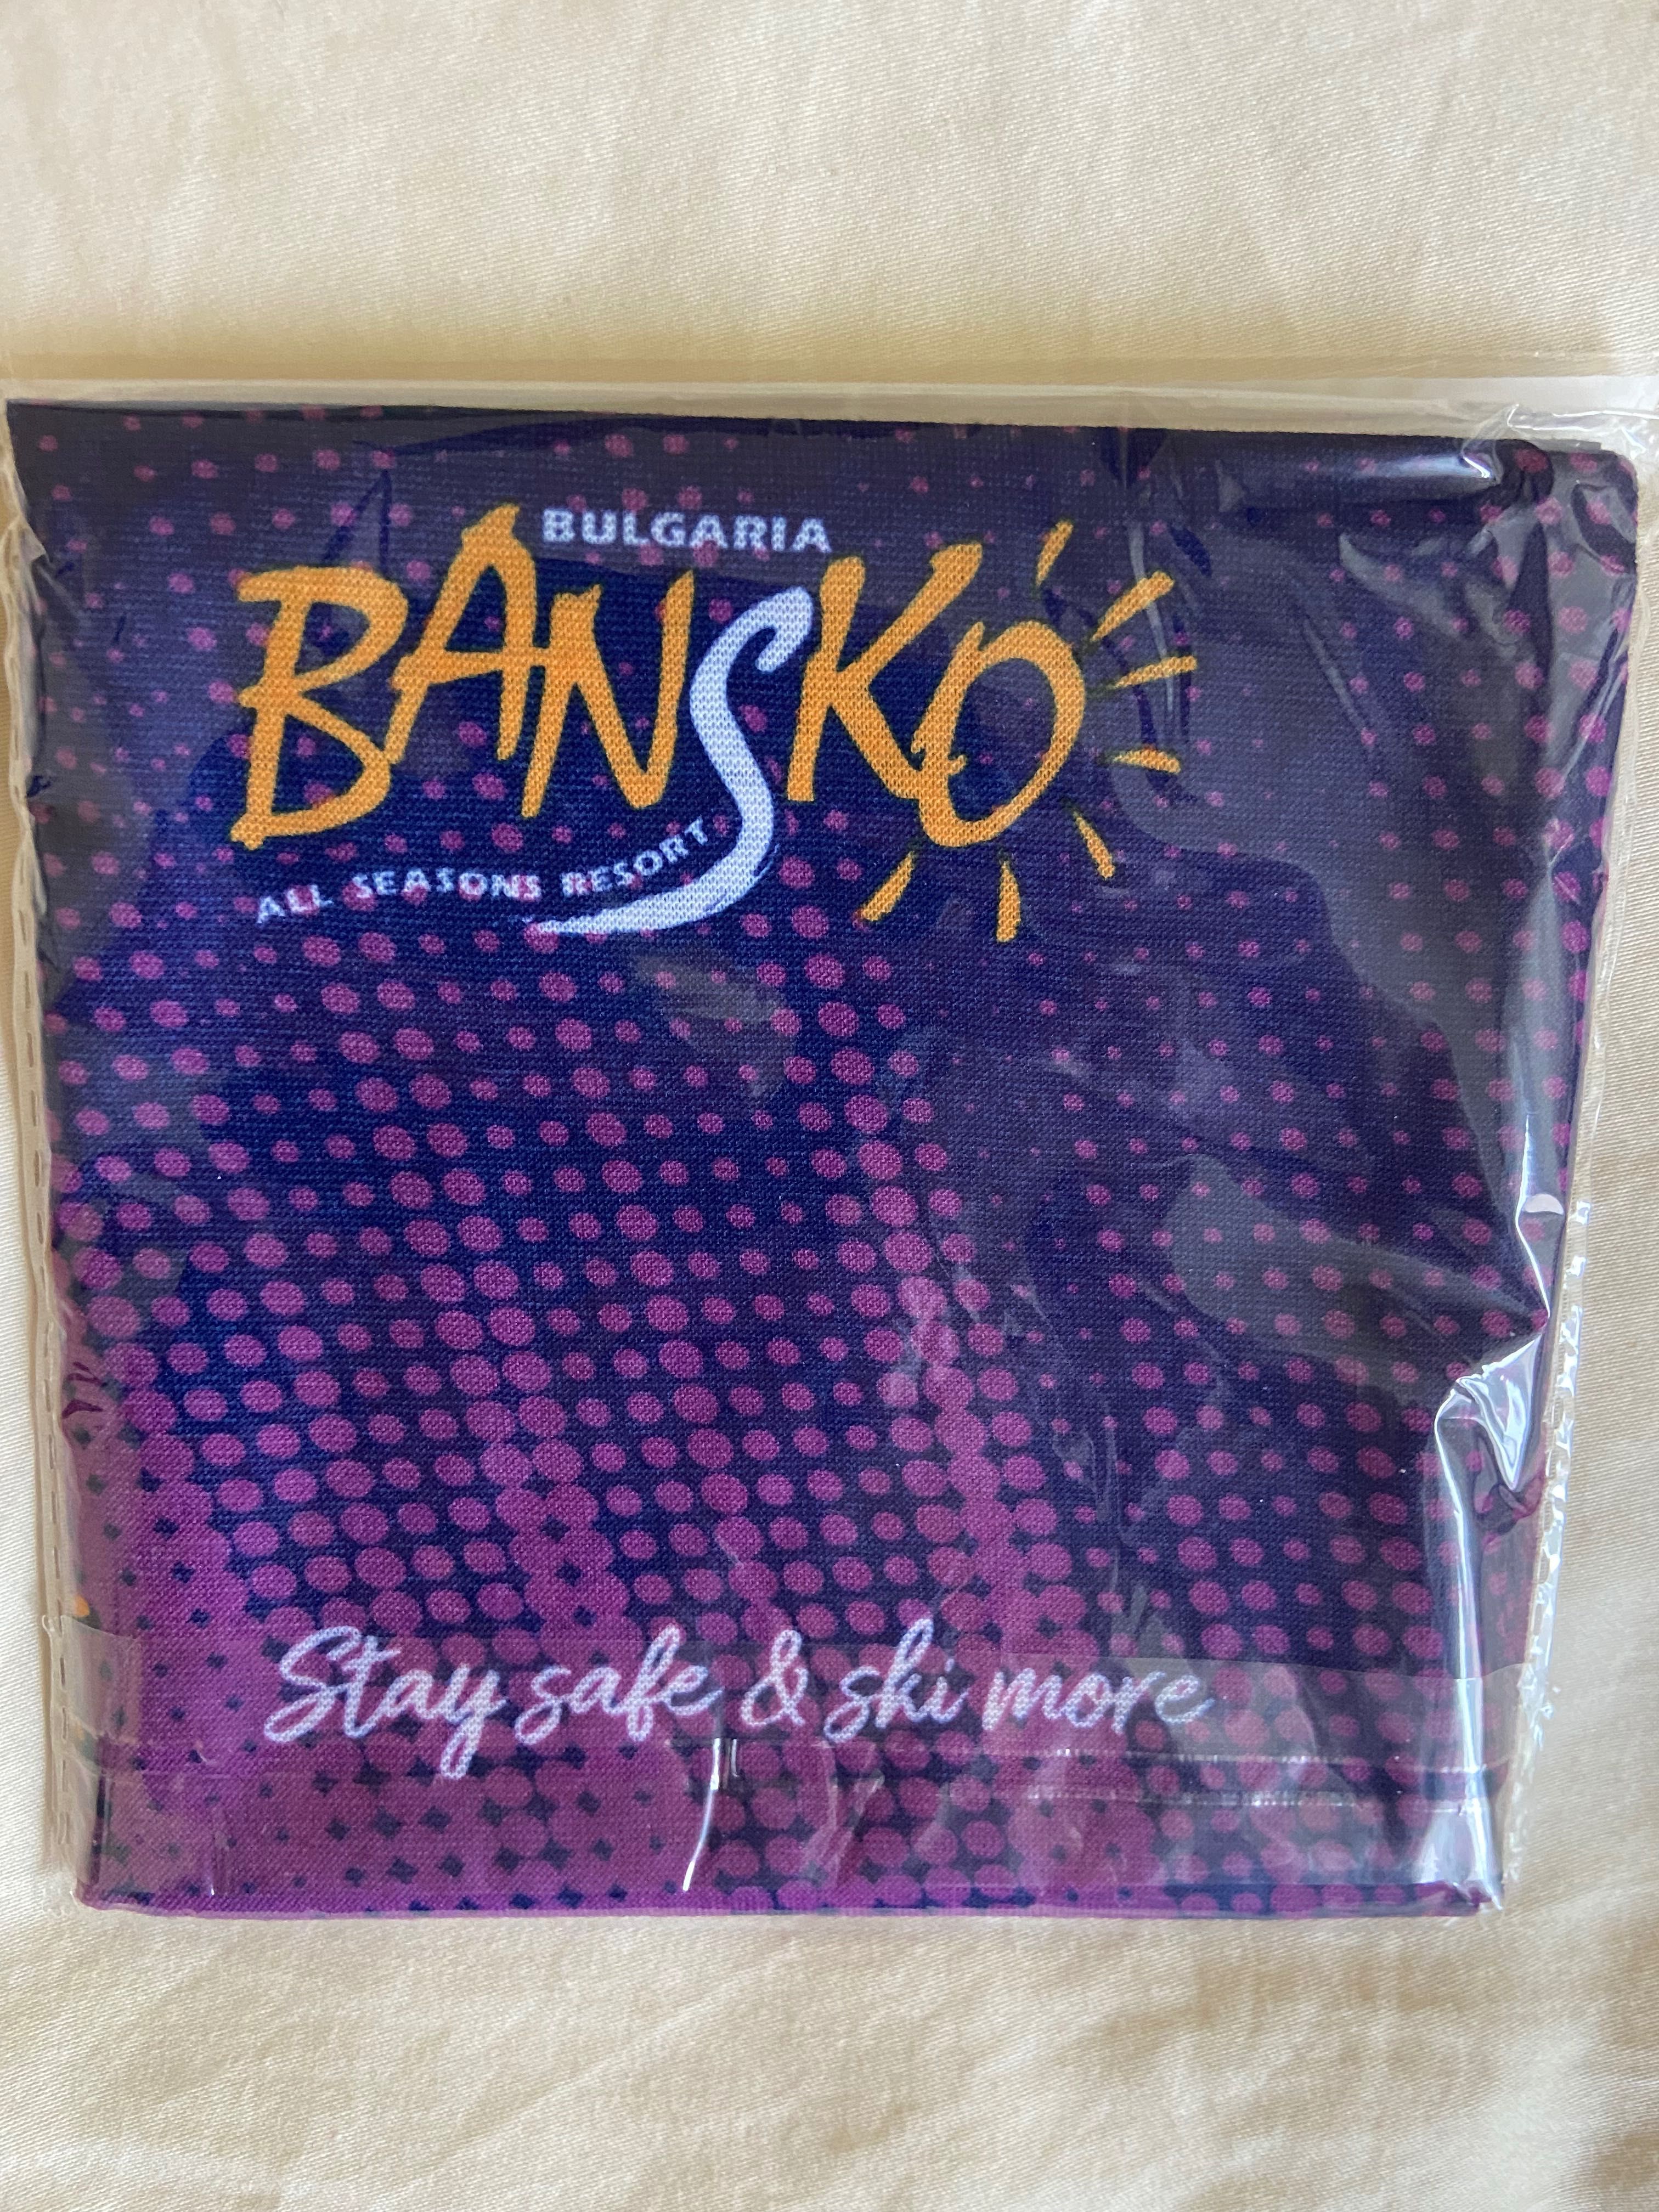 BULGARIA
BANSKO
ALL SEASONS RESORT
Stay safe & ski more